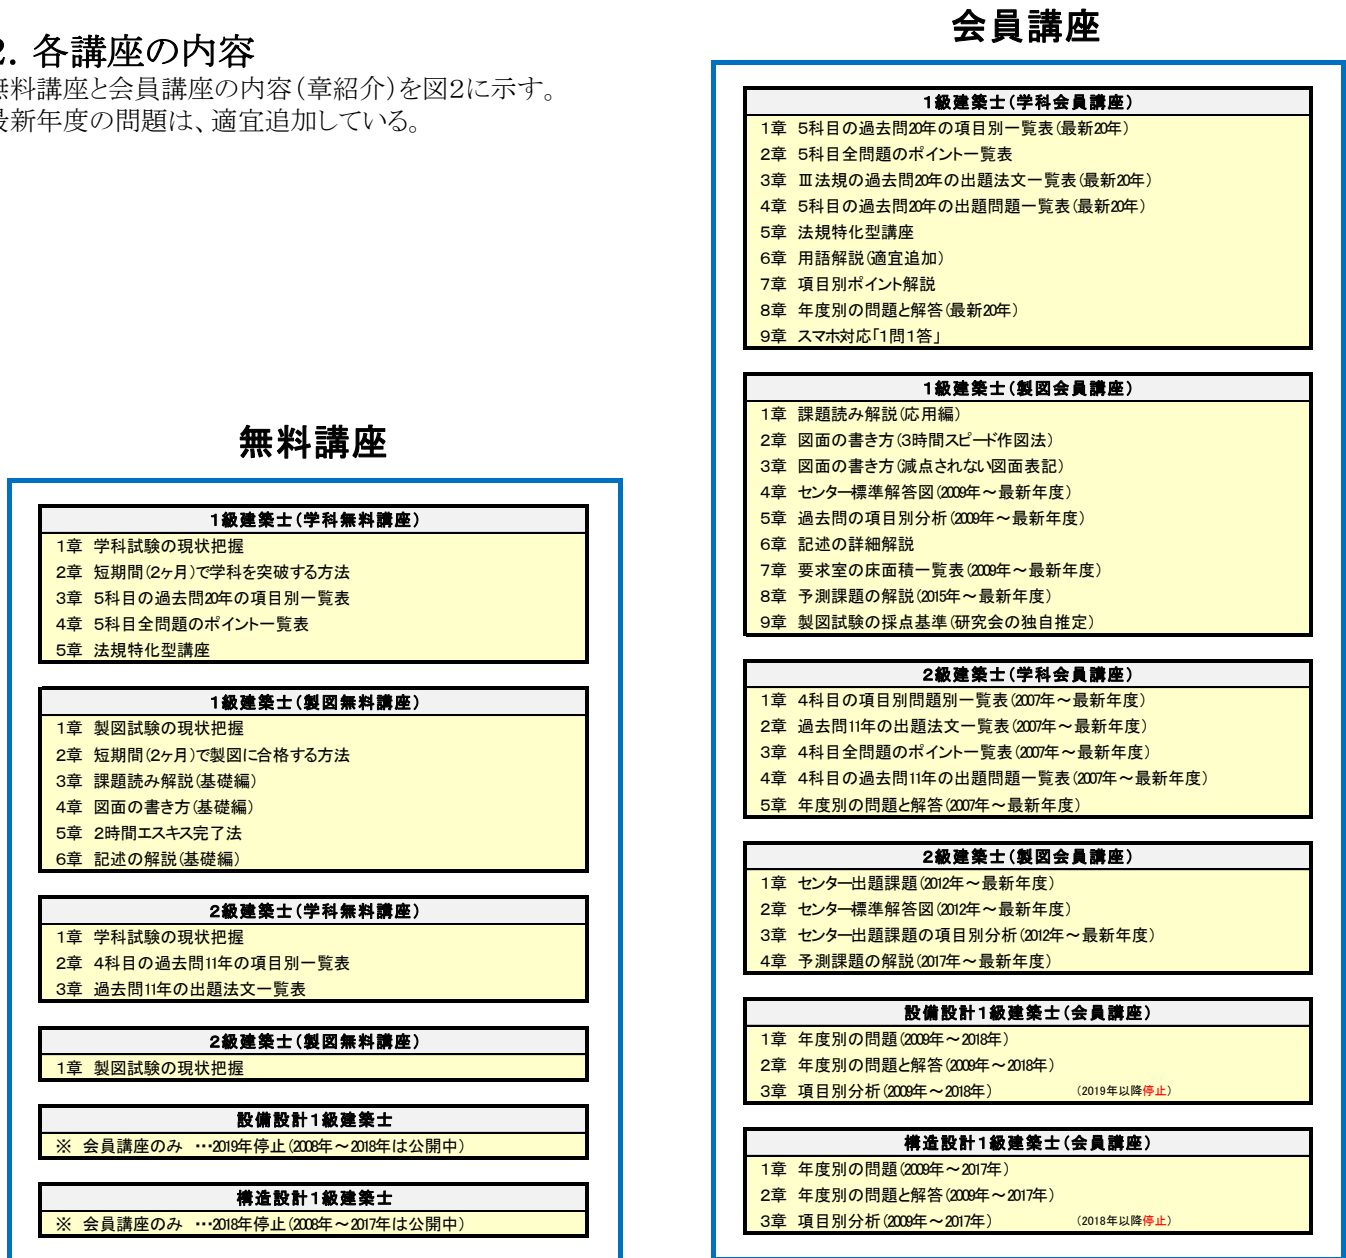 2. 各講座の内容
無料講座と会員講座の内容(章紹介)を図2に示す。
最新年度の問題は、適宜追加している。
無料講座
1級建築士(学科無料講座)
1章 学科試験の現状把握
2章 短期間(2ヶ月)で学科を突破する方法
3章 5科目の過去問20年の項目別一覧表
4章 5科目全問題のポイント一覧表
5章 法規特化型講座
1級建築士(製図無料講座)
1章 製図試験の現状把握
2章 短期間(2ヶ月)で製図に合格する方法
3章 課題読み解説(基礎編)
4章 図面の書き方(基礎編)
5章 2時間エスキス完了法
6章 記述の解説(基礎編)
2級建築士(学科無料講座)
1章 学科試験の現状把握
2章 4科目の過去問11年の項目別一覧表
3章 過去問11年の出題法文一覧表
2級建築士(製図無料講座)
1章 製図試験の現状把握
設備設計1級建築士
※ 会員講座のみ …2019年停止(2008年~2018年は公開中)
構造設計1級建築士
※ 会員講座のみ …2018年停止(2008年~2017年は公開中)
会員講座
1級建築士(学科会員講座)
1章 5科目の過去問20年の項目別一覧表(最新20年)
2章 5科目全問題のポイント一覧表
3章 Ⅲ法規の過去問20年の出題法文一覧表(最新20年)
4章 5科目の過去問20年の出題問題一覧表(最新20年)
5章 法規特化型講座
6章 用語解説(適宜追加)
7章 項目別ポイント解説
8章 年度別の問題と解答(最新20年)
9章 スマホ対応「1問1答」
1級建築士(製図会員講座)
1章 課題読み解説(応用編)
2章 図面の書き方(3時間スピード作図法)
3章 図面の書き方(減点されない図面表記)
4章 センター標準解答図(2009年~最新年度)
5章 過去問の項目別分析(2009年~最新年度)
6章 記述の詳細解説
7章 要求室の床面積一覧表(2009年~最新年度)
8章 予測課題の解説(2015年~最新年度)
9章 製図試験の採点基準(研究会の独自推定)
2級建築士(学科会員講座)
1章 4科目の項目別問題別一覧表(2007年~最新年度)
2章 過去問11年の出題法文一覧表(2007年~最新年度)
3章 4科目全問題のポイント一覧表(2007年~最新年度)
4章 4科目の過去問11年の出題問題一覧表(2007年~最新年度)
5章 年度別の問題と解答(2007年~最新年度)
2級建築士(製図会員講座)
1章 センター出題課題(2012年~最新年度)
2章 センター標準解答図(2012年~最新年度)
3章 センター出題課題の項目別分析(2012年~最新年度)
4章 予測課題の解説(2017年~最新年度)
設備設計1級建築士(会員講座)
1章 年度別の問題(2009年~2018年)
2章 年度別の問題と解答(2009年~2018年)
3章 項目別分析(2009年~2018年) (2019年以降停止)
構造設計1級建築士(会員講座)
1章 年度別の問題(2009年~2017年)
2章 年度別の問題と解答(2009年~2017年)
3章 項目別分析(2009年~2017年) (2018年以降停止)